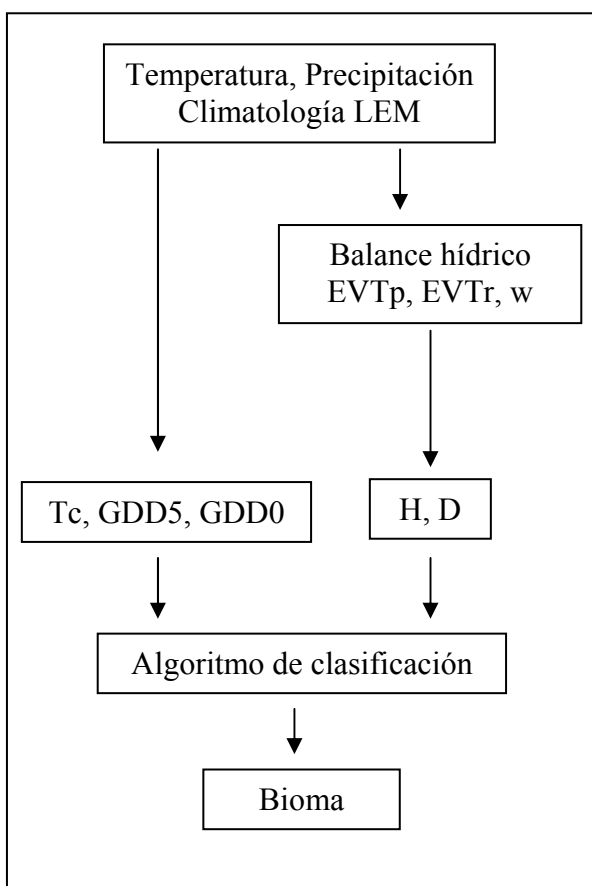 Temperatura, Precipitación
Climatología LEM
Balance hídrico
EVTp, EVTr, w
Tc, GDD5, GDD0
H, D
Algoritmo de clasificación
Bioma